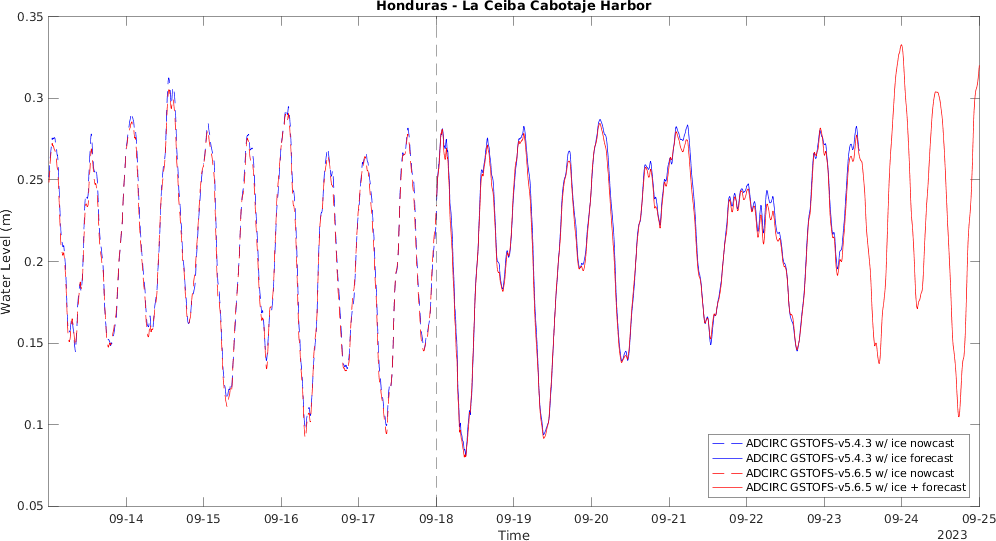 Honduras - La Ceiba Cabotaje Harbor
0.35
0.3
0.25
0.2
0.15
0.1
0.05
Water Level (m)
ADCIRC GSTOFS-v5.4.3 w/ ice nowcast
ADCIRC GSTOFS-v5.4.3 w/ ice forecast
ADCIRC GSTOFS-v5.6.5 w/ ice nowcast
ADCIRC GSTOFS-v5.6.5 w/ ice + forecast
09-14 09-15 09-16 09-17 09-18 09-19 09-20 09-21 09-22 09-23 09-24 09-25
Time
2023